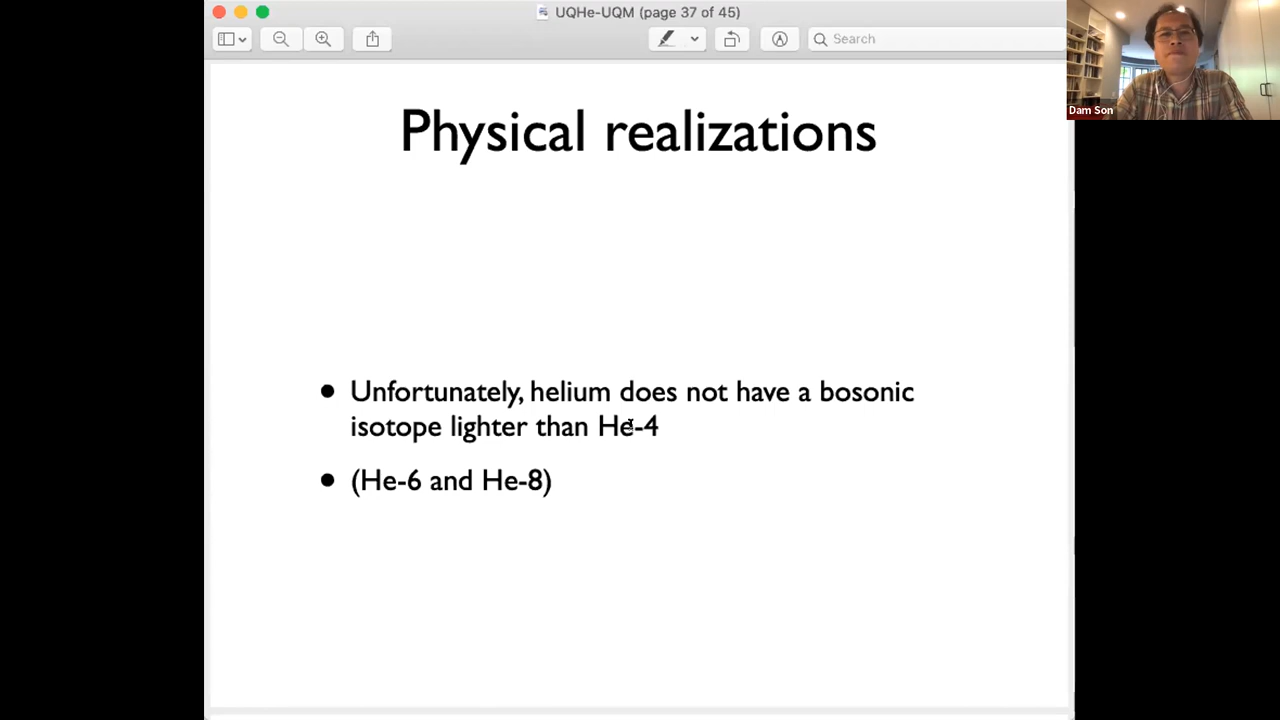 UQHe-UQM (page 37 of 45)
Search
Dam Son
Physical realizations
• Unfortunately, helium does not have a bosonic
isotope lighter than He-4
• (He-6 and He-8)